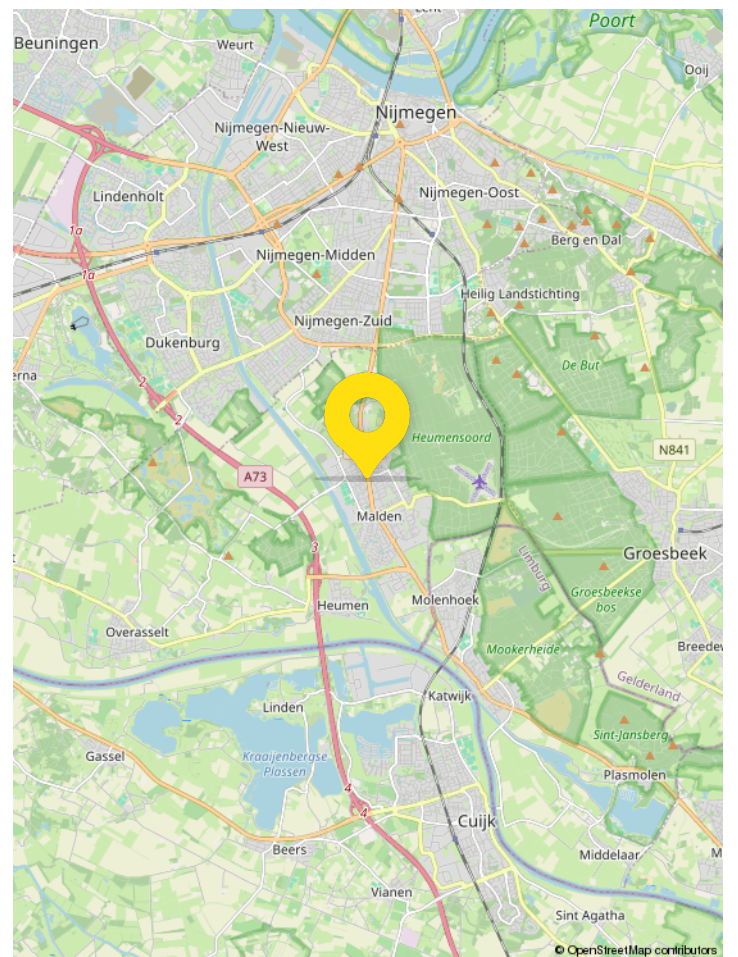 Poort
Beuningen
Weurt
Ooij
Nijmegen
Nijmegen-Nieuw-
West
Lindenholt
Nijmegen-Oost
1a
Berg en Dal
Nijmegen-Midden
1a
Heilig Landstichting
Nijmegen-Zuid
Dukenburg
De But
erna
2
2
Heumensoord
N841
A73
Malden
3
Limburg
Groesbeek
Groesbeekse
bos
Heumen
Molenhoek
Overasselt
Mookerheide
Breedew
Gelderland
Katwijk
Linden
Sint-Jansberg
Gassel
Kraaijenbergse
Plassen
Plasmolen
4
4
Cuijk
Beers
Middelaar
M
Vianen
Sint Agatha
© OpenStreetMap contributors